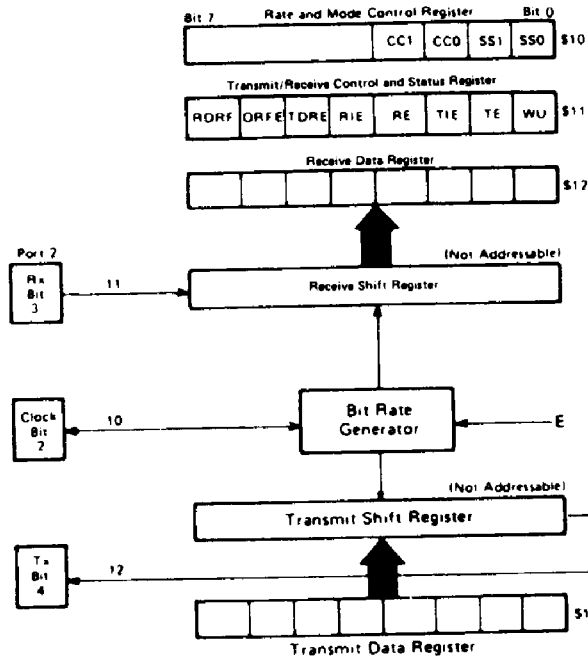 Bit 7 Rate and Mode Control Register Bit 0
CC1 CC0 SS1 SS0 $10
Transmit/Receive Control and Status Register
RDRF ORFE TDRE RIE RE TIE TE WU $11
Receive Data Register
$12
Port 2
(Not Addressable)
Rx
Bit
3
11
Receive Shift Register
Clock
Bit
2
10
Bit Rate
Generator
E
(Not Addressable)
Transmit Shift Register
Tx
Bit
4
12
$1
Transmit Data Register